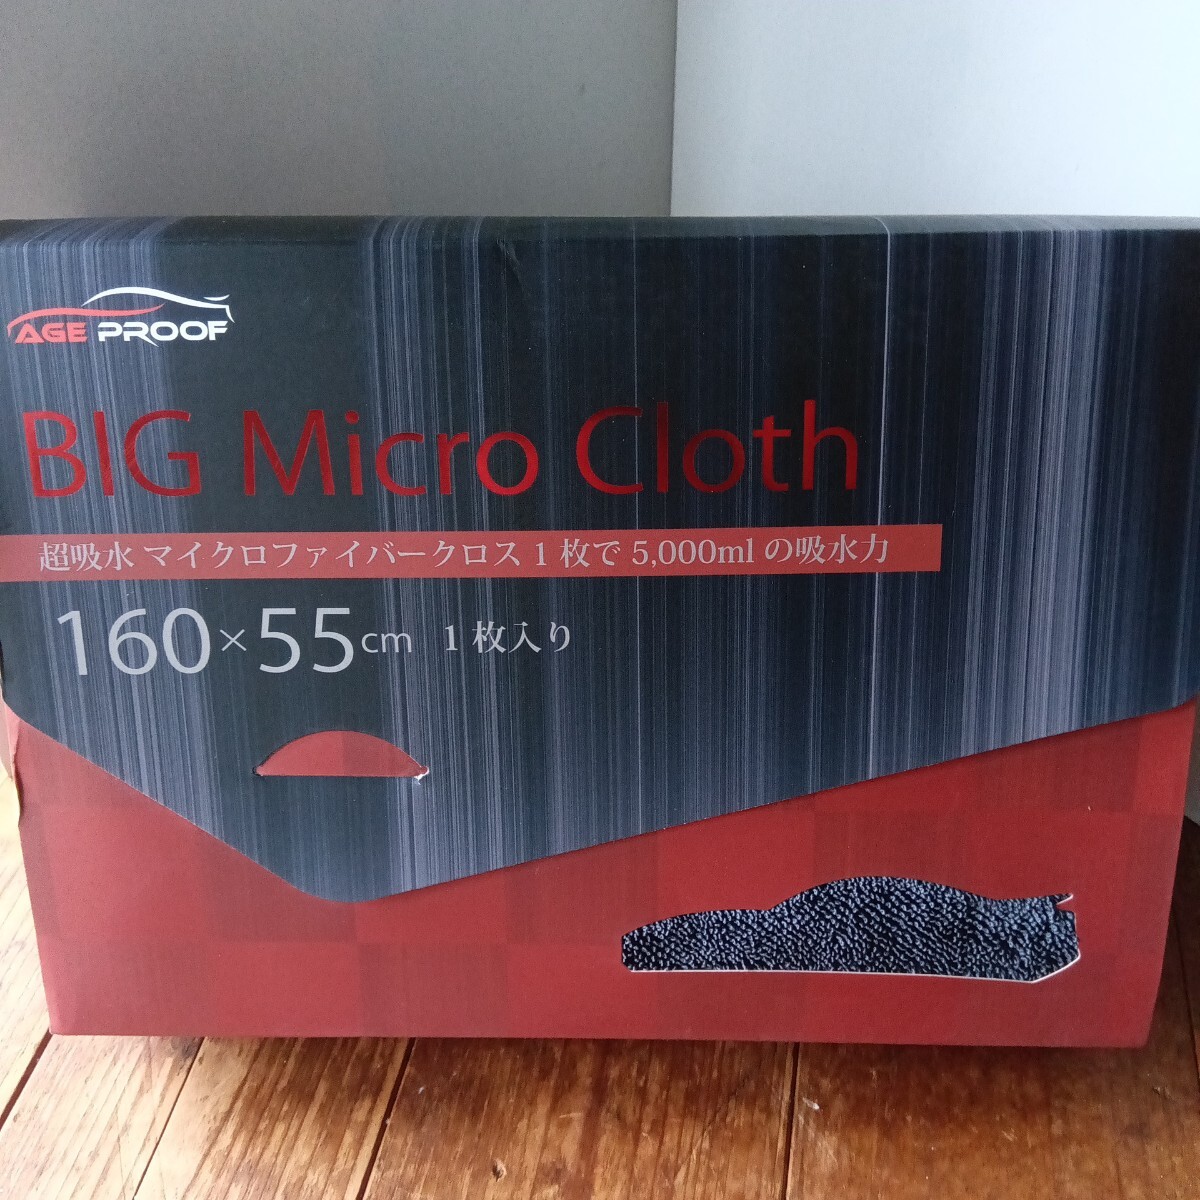 AGE PROOF
BIG Micro Cloth
超吸水 マイクロファイバークロス 1 枚で 5,000ml の吸水力
160×55cm 1 枚入り